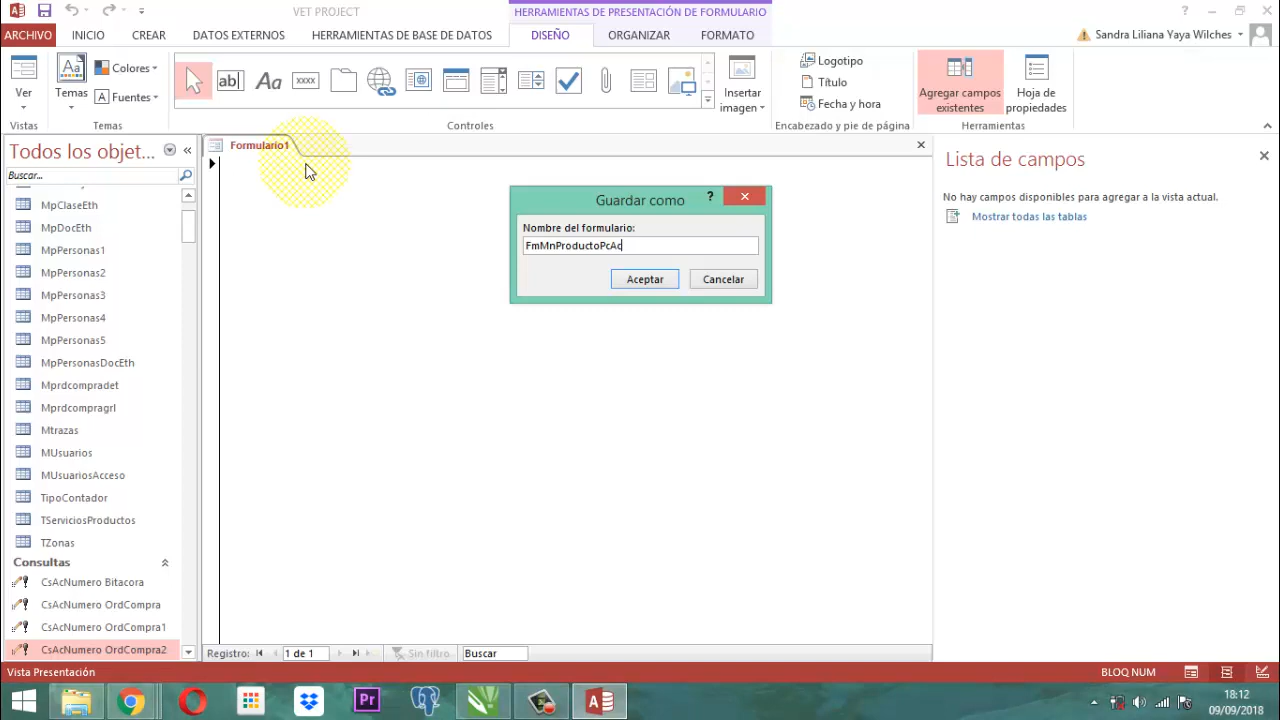 VET PROJECT
HERRAMIENTAS DE PRESENTACIÓN DE FORMULARIO
?
ARCHIVO
INICIO
CREAR
DATOS EXTERNOS
HERRAMIENTAS DE BASE DE DATOS
DISEÑO
ORGANIZAR
FORMATO
Sandra Liliana Yaya Wilches
Ver
Temas
Colores
Fuentes
ab|
Aa
xxxx
Insertar
imagen
Logotipo
Título
Fecha y hora
Agregar campos
existentes
Hoja de
propiedades
Vistas
Temas
Controles
Encabezado y pie de página
Herramientas
Todos los objet...
Buscar...
MpClaseEth
MpDocEth
MpPersonas1
MpPersonas2
MpPersonas3
MpPersonas4
MpPersonas5
MpPersonasDocEth
Mprdcompradet
Mprdcompragrl
Mtrazas
MUsuarios
MUsuariosAcceso
TipoContador
TServiciosProductos
TZonas
Consultas
CsAcNumero Bitacora
CsAcNumero OrdCompra
CsAcNumero OrdCompra1
CsAcNumero OrdCompra2
Formulario1
Guardar como
?
Nombre del formulario:
FmMnProductoPcAc
Aceptar
Cancelar
Lista de campos
No hay campos disponibles para agregar a la vista actual.
Mostrar todas las tablas
Registro:
1 de 1
Sin filtro
Buscar
Vista Presentación
BLOQ NUM
Pr
18:12
09/09/2018